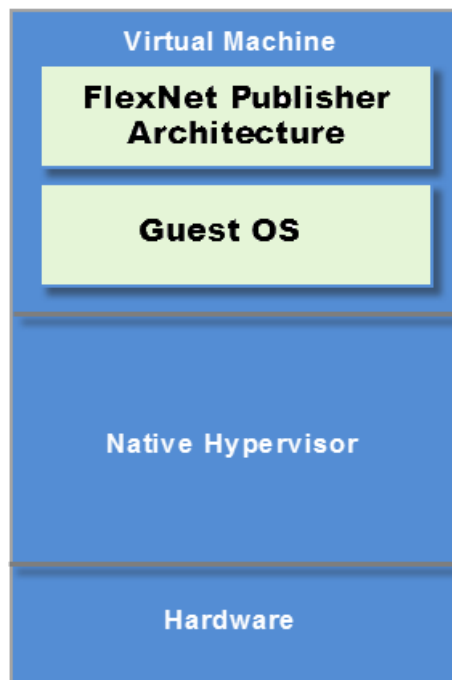 Virtual Machine
FlexNet Publisher
Architecture
Guest OS
Native Hypervisor
Hardware